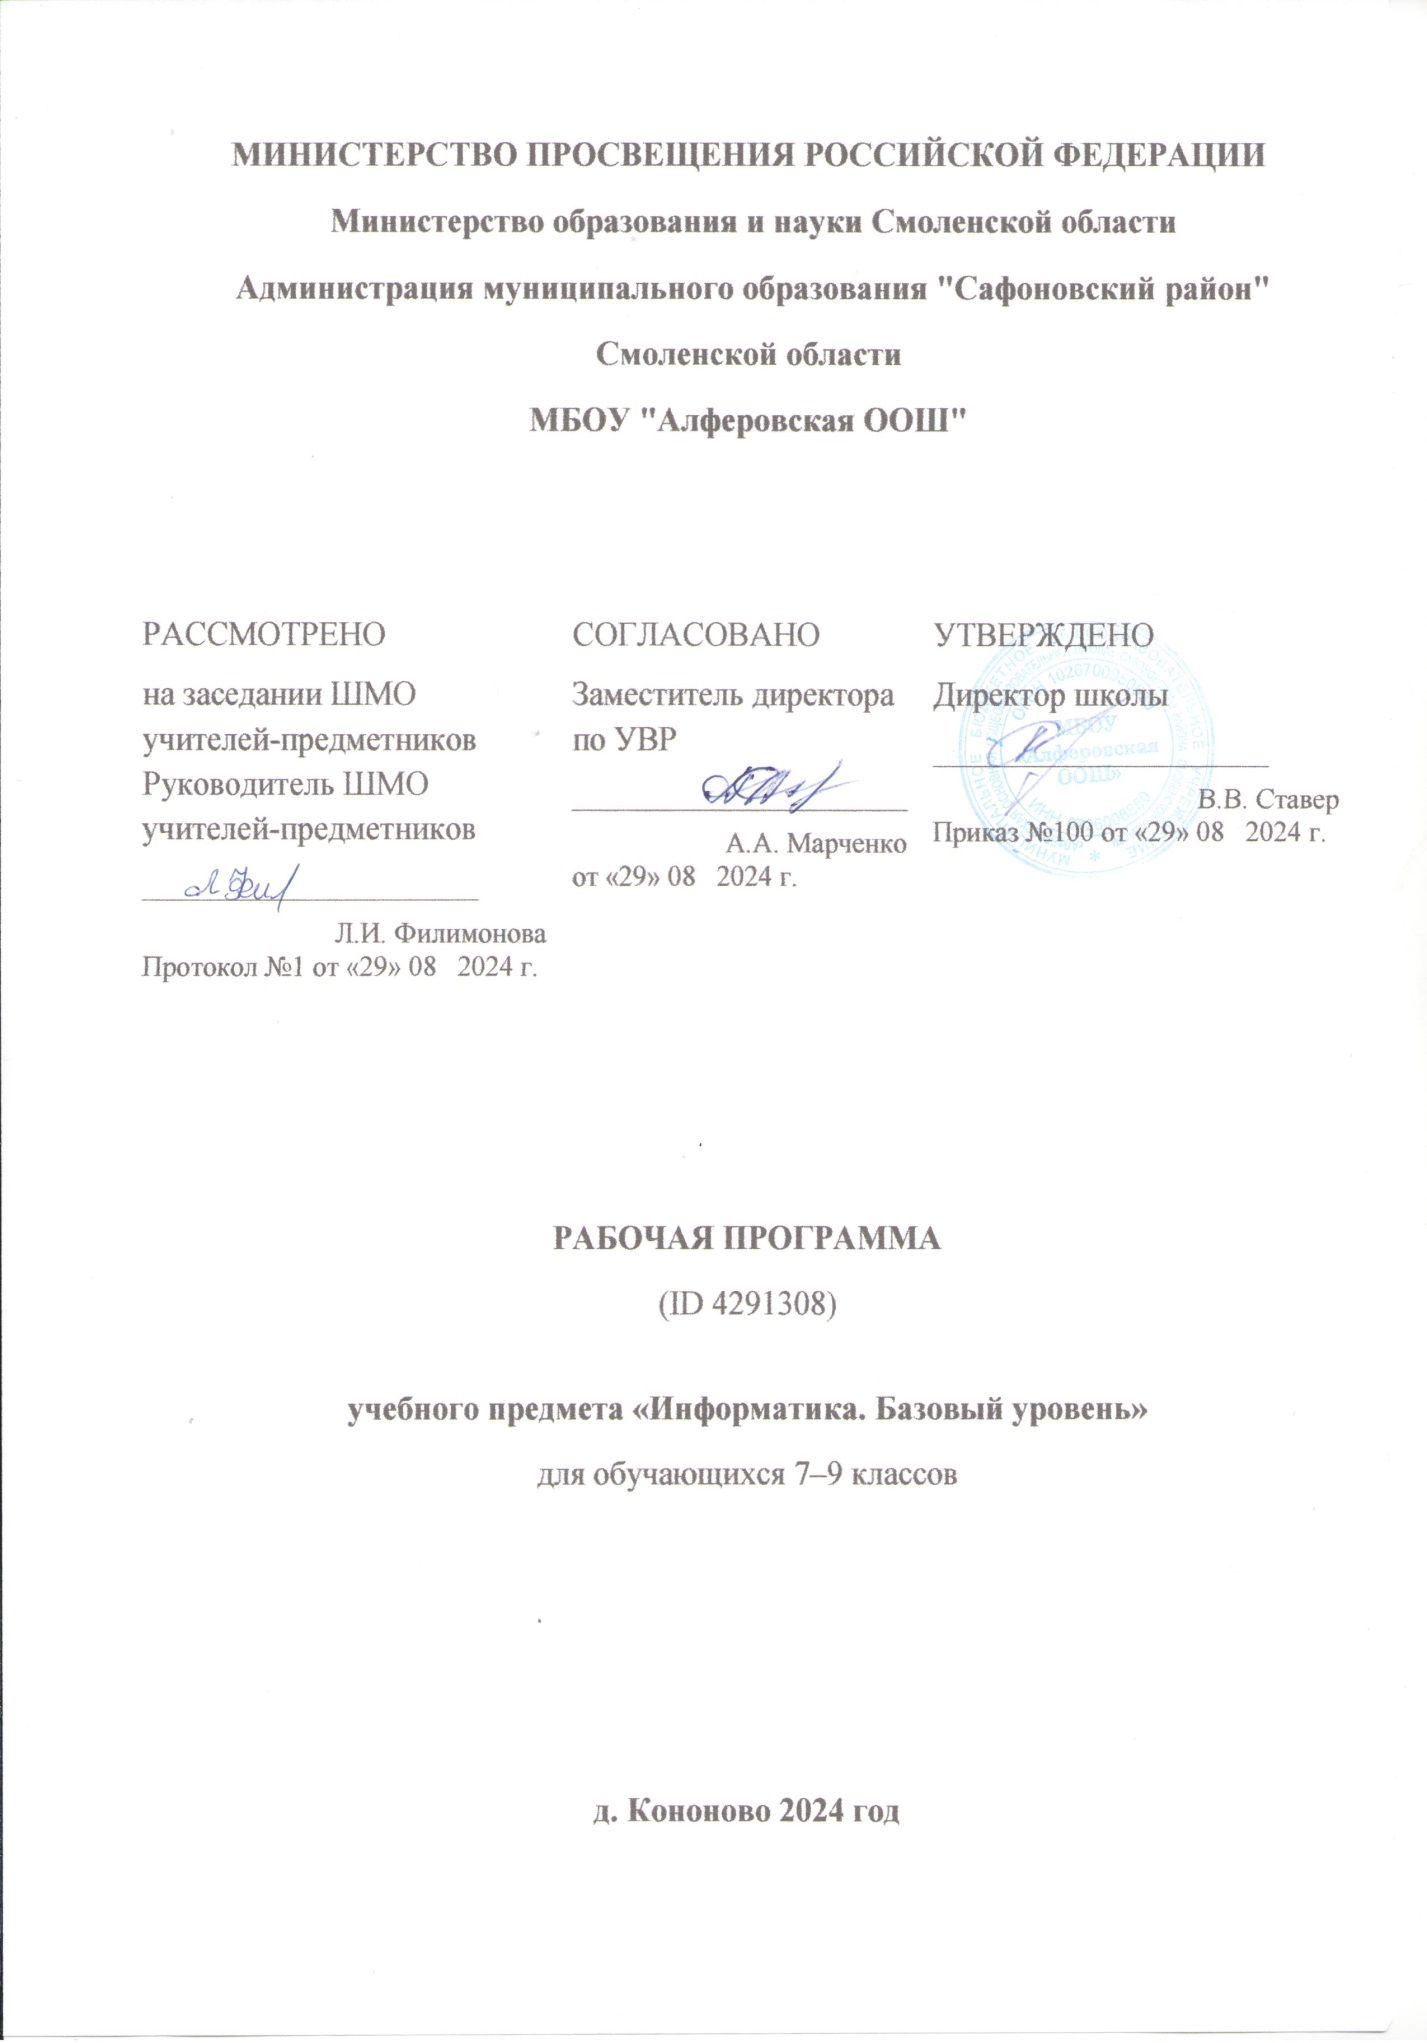 МИНИСТЕРСТВО ПРОСВЕЩЕНИЯ РОССИЙСКОЙ ФЕДЕРАЦИИ
Министерство образования и науки Смоленской области
Администрация муниципального образования "Сафоновский район"
Смоленской области
МБОУ "Алферовская ООШ"
РАССМОТРЕНО
на заседании ШМО
учителей-предметников
Руководитель ШМО
учителей-предметников
Л.И. Филимонова
Протокол №1 от «29» 08 2024 г.
СОГЛАСОВАНО
Заместитель директора
по УВР
А.А. Марченко
от «29» 08 2024 г.
УТВЕРЖДЕНО
Директор школы
В.В. Ставер
Приказ №100 от «29» 08 2024 г.
МБОУ
Алферовская
ООШ»
РАБОЧАЯ ПРОГРАММА
(ID 4291308)
учебного предмета «Информатика. Базовый уровень»
для обучающихся 7–9 классов
д. Кононово 2024 год